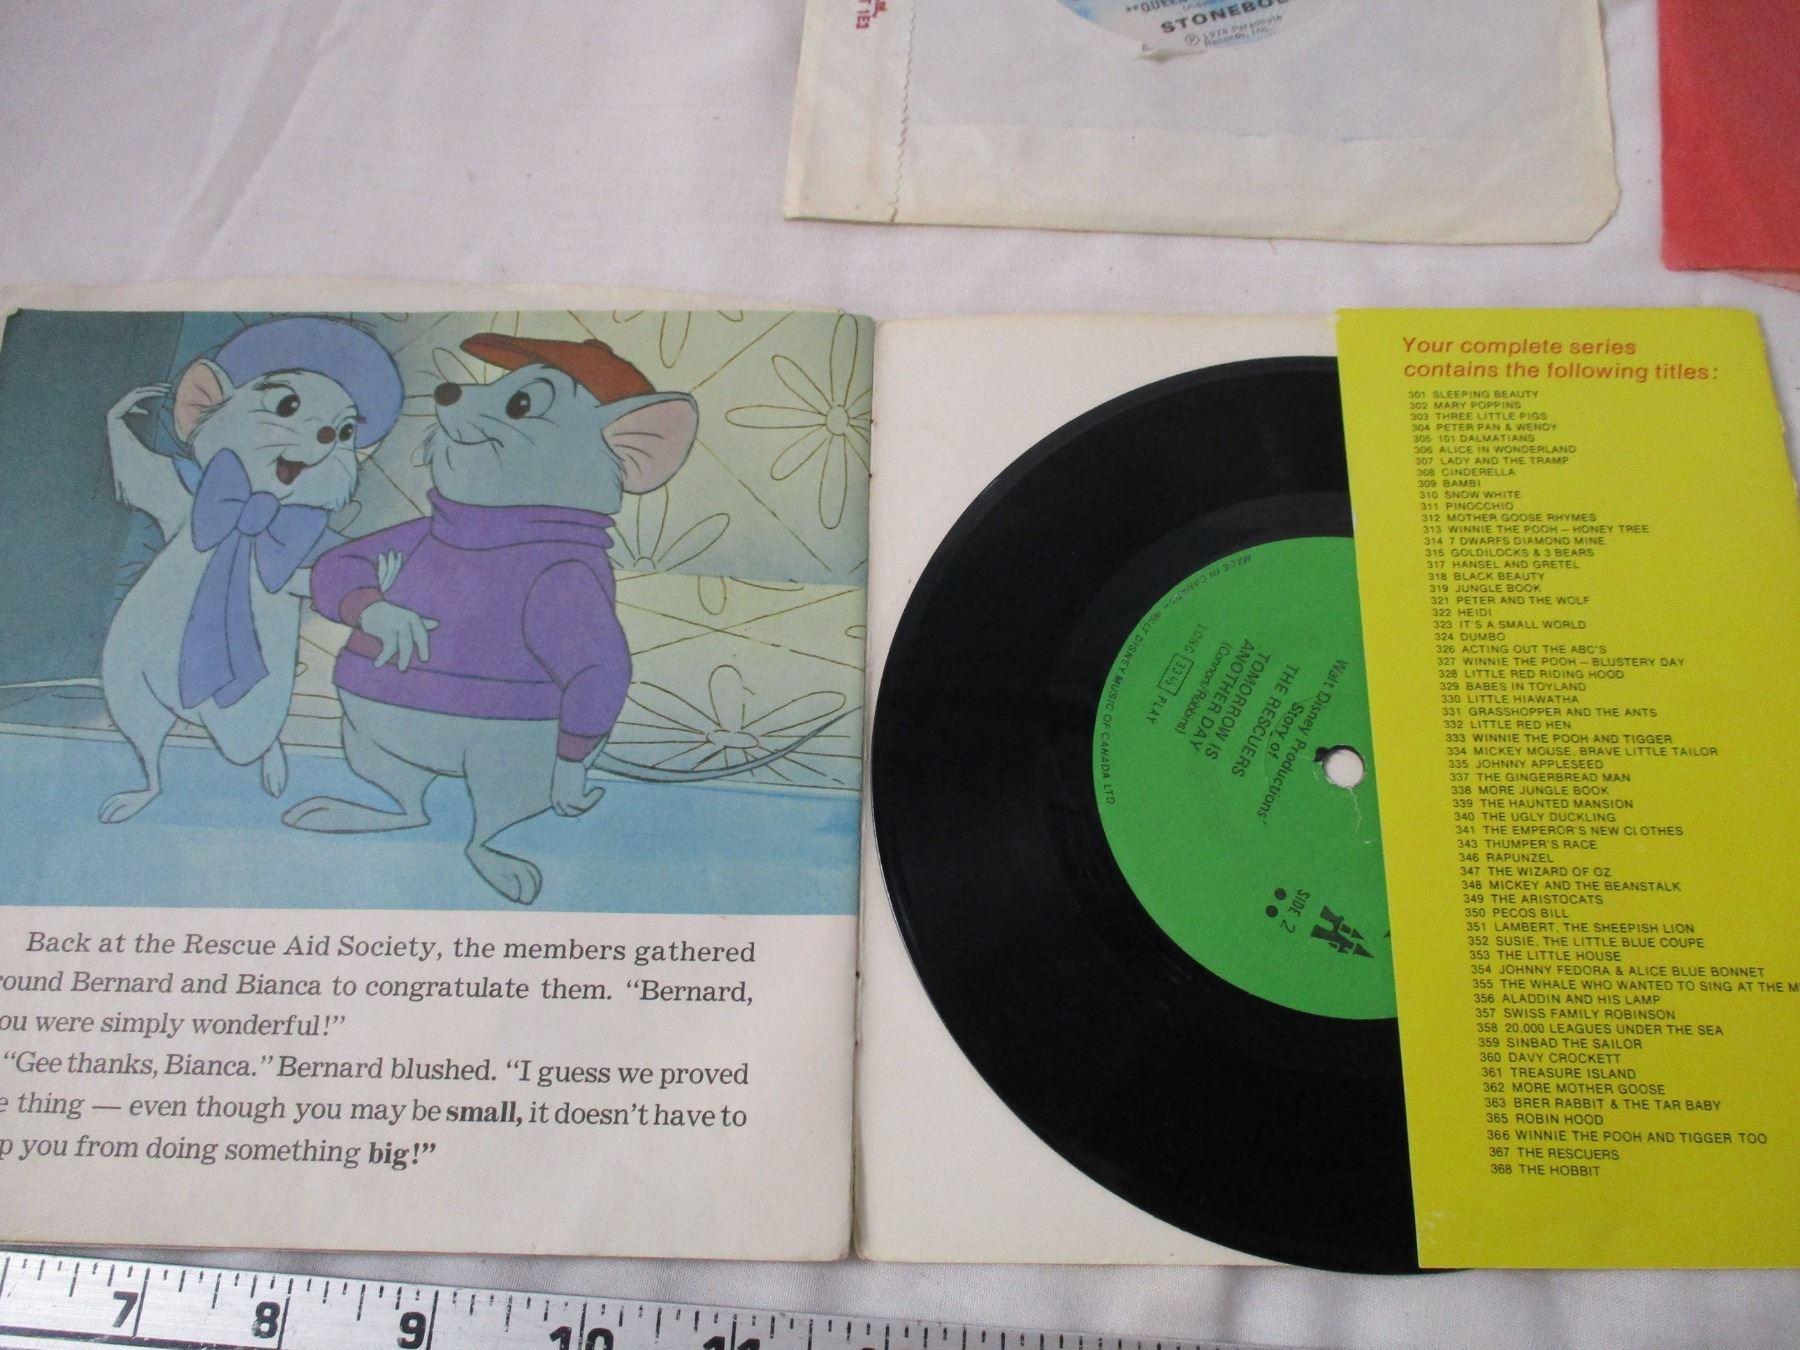 STONEBOL
℗ 1978 Parachute
Records, Inc.
T 1E3
Back at the Rescue Aid Society, the members gathered
ound Bernard and Bianca to congratulate them. “Bernard,
ou were simply wonderful!”
“Gee thanks, Bianca.” Bernard blushed. “I guess we proved
e thing — even though you may be small, it doesn’t have to
p you from doing something big!”
MADE IN CANADA – WALT DISNEY MUSIC OF CANADA LTD.
Walt Disney Productions'
Story of
THE RESCUERS
TOMORROW IS
ANOTHER DAY
(Connors/Robbins)
LONG 33⅓ PLAY
SIDE 2
Your complete series
contains the following titles:
301 SLEEPING BEAUTY
302 MARY POPPINS
303 THREE LITTLE PIGS
304 PETER PAN & WENDY
305 101 DALMATIANS
306 ALICE IN WONDERLAND
307 LADY AND THE TRAMP
308 CINDERELLA
309 BAMBI
310 SNOW WHITE
311 PINOCCHIO
312 MOTHER GOOSE RHYMES
313 WINNIE THE POOH – HONEY TREE
314 7 DWARFS DIAMOND MINE
315 GOLDILOCKS & 3 BEARS
317 HANSEL AND GRETEL
318 BLACK BEAUTY
319 JUNGLE BOOK
321 PETER AND THE WOLF
322 HEIDI
323 IT'S A SMALL WORLD
324 DUMBO
326 ACTING OUT THE ABC'S
327 WINNIE THE POOH – BLUSTERY DAY
328 LITTLE RED RIDING HOOD
329 BABES IN TOYLAND
330 LITTLE HIAWATHA
331 GRASSHOPPER AND THE ANTS
332 LITTLE RED HEN
333 WINNIE THE POOH AND TIGGER
334 MICKEY MOUSE, BRAVE LITTLE TAILOR
335 JOHNNY APPLESEED
337 THE GINGERBREAD MAN
338 MORE JUNGLE BOOK
339 THE HAUNTED MANSION
340 THE UGLY DUCKLING
341 THE EMPEROR'S NEW CLOTHES
343 THUMPER'S RACE
346 RAPUNZEL
347 THE WIZARD OF OZ
348 MICKEY AND THE BEANSTALK
349 THE ARISTOCATS
350 PECOS BILL
351 LAMBERT, THE SHEEPISH LION
352 SUSIE, THE LITTLE BLUE COUPE
353 THE LITTLE HOUSE
354 JOHNNY FEDORA & ALICE BLUE BONNET
355 THE WHALE WHO WANTED TO SING AT THE M
356 ALADDIN AND HIS LAMP
357 SWISS FAMILY ROBINSON
358 20,000 LEAGUES UNDER THE SEA
359 SINBAD THE SAILOR
360 DAVY CROCKETT
361 TREASURE ISLAND
362 MORE MOTHER GOOSE
363 BRER RABBIT & THE TAR BABY
365 ROBIN HOOD
366 WINNIE THE POOH AND TIGGER TOO
367 THE RESCUERS
368 THE HOBBIT
7 8 9 10 11